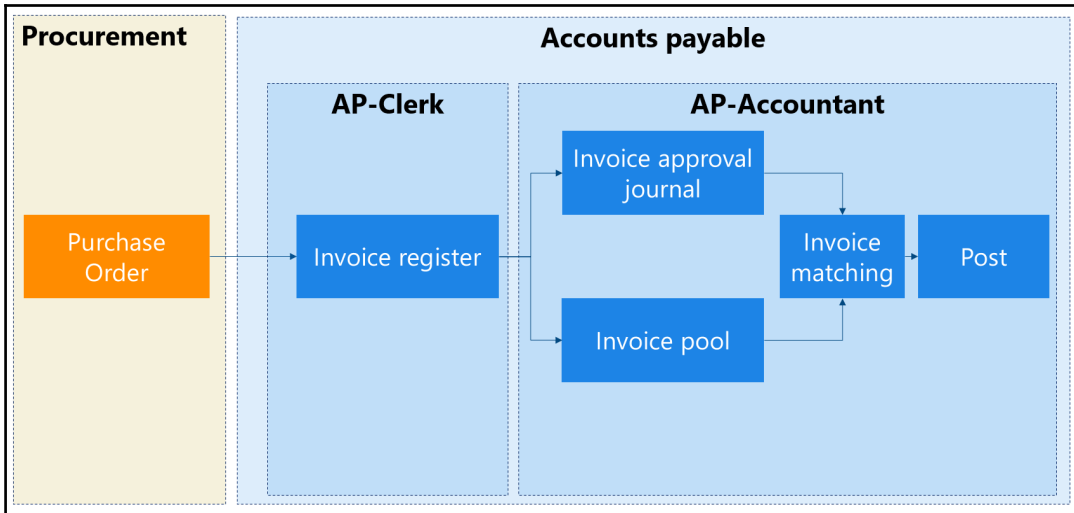 Procurement
Accounts payable
AP-Clerk
AP-Accountant
Purchase
Order
Invoice register
Invoice approval
journal
Invoice pool
Invoice
matching
Post